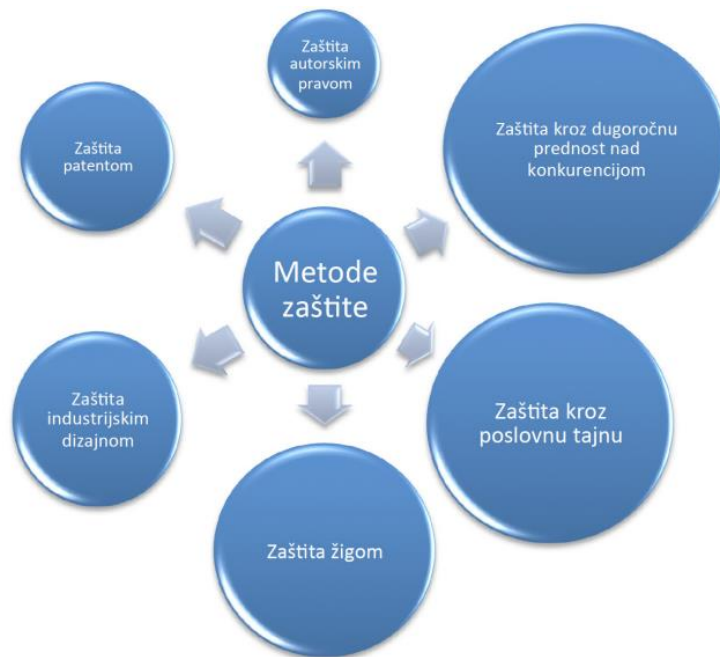 Zaštita
autorskim
pravom
Zaštita kroz dugoročnu
prednost nad
konkurencijom
Zaštita
patentom
Metode
zaštite
Zaštita
industrijskim
dizajnom
Zaštita kroz
poslovnu tajnu
Zaštita žigom